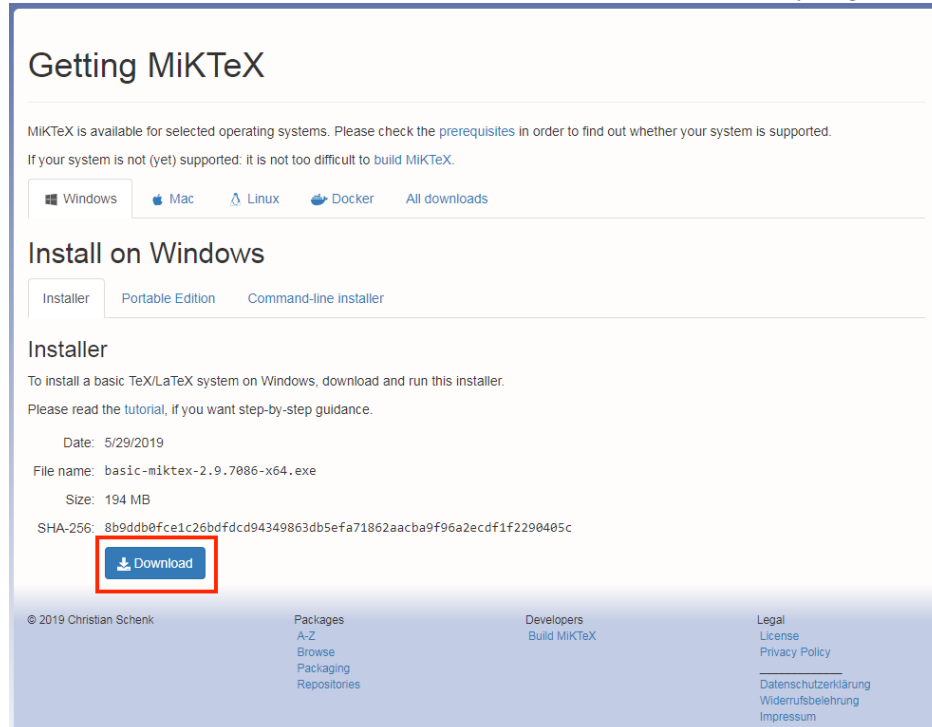 Getting MiKTeX
MiKTeX is available for selected operating systems. Please check the prerequisites in order to find out whether your system is supported.
If your system is not (yet) supported: it is not too difficult to build MiKTeX.
Windows Mac Linux Docker All downloads
Install on Windows
Installer Portable Edition Command-line installer
Installer
To install a basic TeX/LaTeX system on Windows, download and run this installer.
Please read the tutorial, if you want step-by-step guidance.
Date: 5/29/2019
File name: basic-miktex-2.9.7086-x64.exe
Size: 194 MB
SHA-256: 8b9ddb0fce1c26bdfdcd94349863db5efa71862aacba9f96a2ecdf1f2290405c
Download
© 2019 Christian Schenk Packages Developers Legal
A-Z Build MiKTeX License
Browse Privacy Policy
Packaging
Repositories Datenschutzerklärung
Widerrufsbelehrung
Impressum